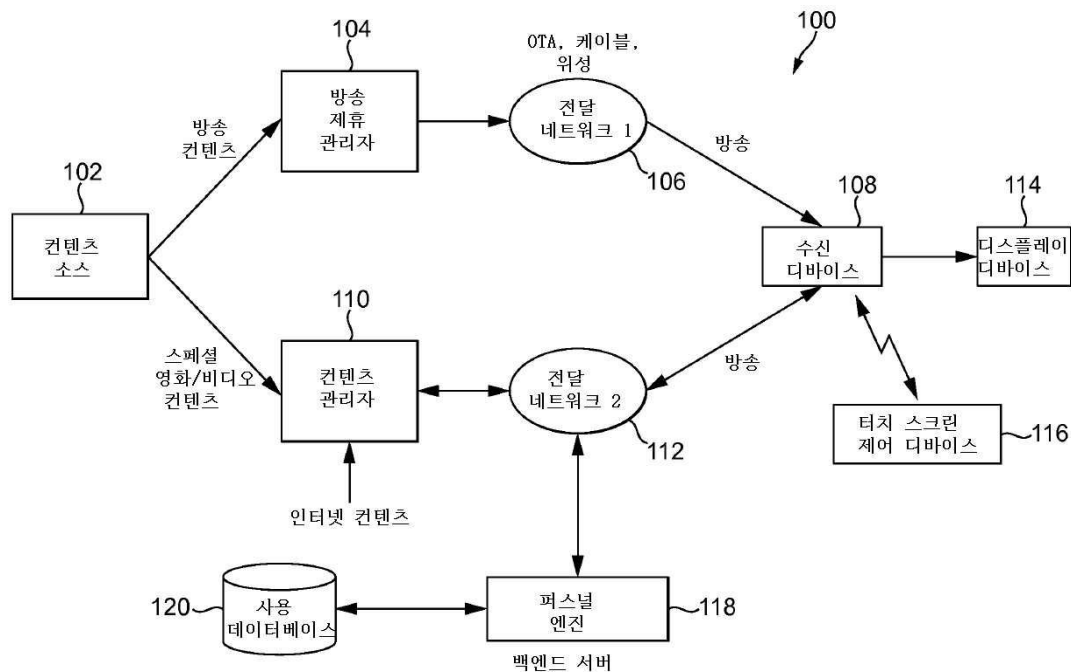 100
104
OTA, 케이블,
위성
방송
제휴
관리자
전달
네트워크 1
방송
컨텐츠
방송
102
106
108
114
컨텐츠
소스
수신
디바이스
디스플레이
디바이스
110
스페셜
영화/비디오
컨텐츠
컨텐츠
관리자
전달
네트워크 2
방송
112
터치 스크린
제어 디바이스
116
인터넷 컨텐츠
120
사용
데이터베이스
퍼스널
엔진
118
백엔드 서버